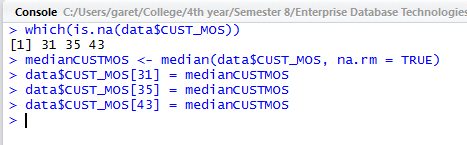 Console C:/Users/garet/College/4th year/Semester 8/Enterprise Database Technologies
> which(is.na(data$CUST_MOS))
[1] 31 35 43
> medianCUSTMOS <- median(data$CUST_MOS, na.rm = TRUE)
> data$CUST_MOS[31] = medianCUSTMOS
> data$CUST_MOS[35] = medianCUSTMOS
> data$CUST_MOS[43] = medianCUSTMOS
>